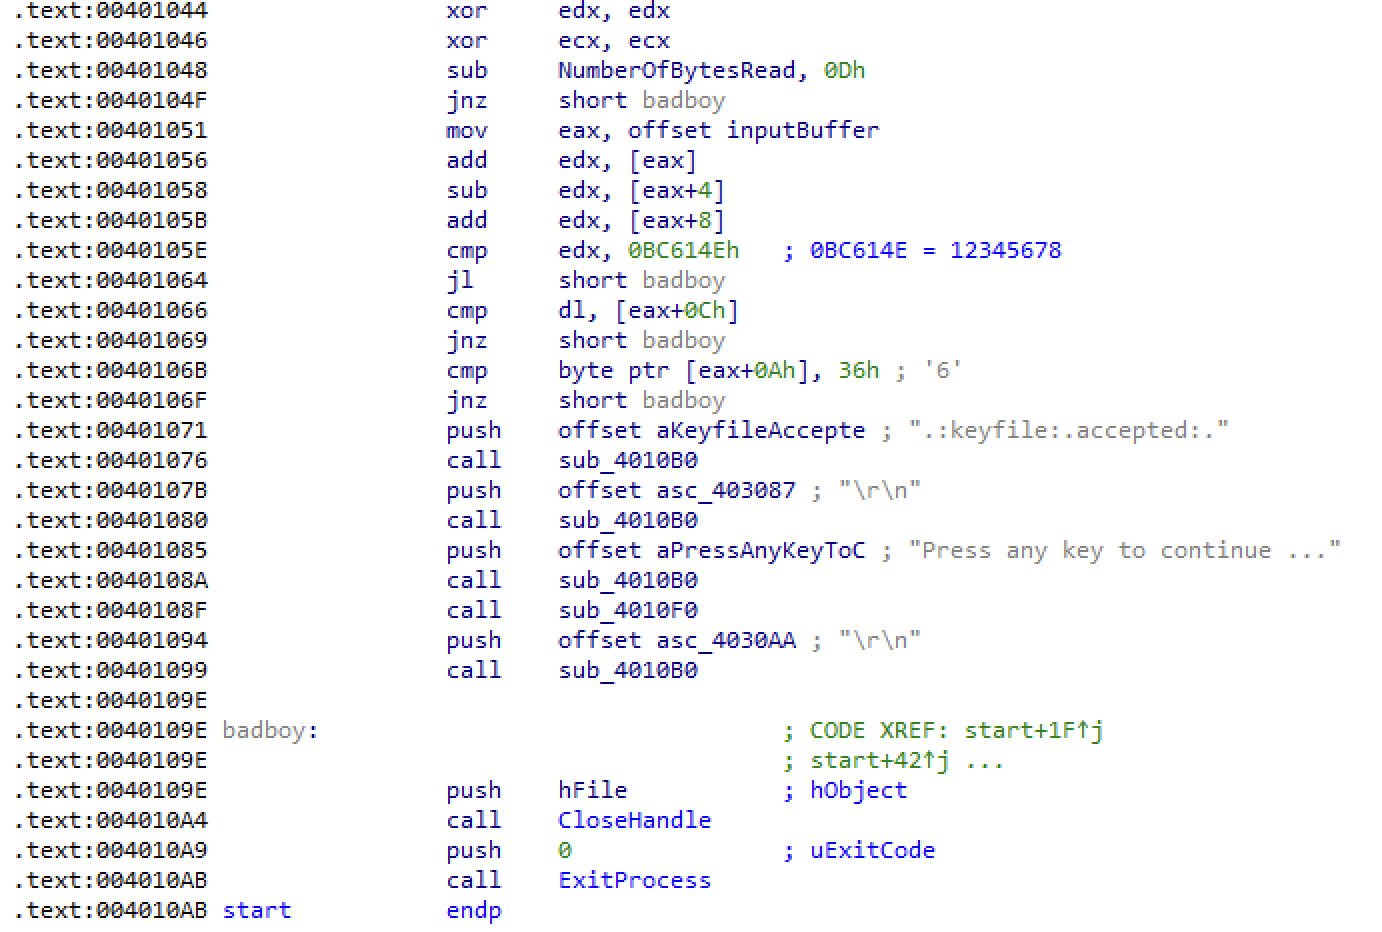 .text:00401044 xor edx, edx
.text:00401046 xor ecx, ecx
.text:00401048 sub NumberOfBytesRead, 0Dh
.text:0040104F jnz short badboy
.text:00401051 mov eax, offset inputBuffer
.text:00401056 add edx, [eax]
.text:00401058 sub edx, [eax+4]
.text:0040105B add edx, [eax+8]
.text:0040105E cmp edx, 0BC614Eh ; 0BC614E = 12345678
.text:00401064 jl short badboy
.text:00401066 cmp dl, [eax+0Ch]
.text:00401069 jnz short badboy
.text:0040106B cmp byte ptr [eax+0Ah], 36h ; '6'
.text:0040106F jnz short badboy
.text:00401071 push offset aKeyfileAccepte ; ".:keyfile:.accepted:."
.text:00401076 call sub_4010B0
.text:0040107B push offset asc_403087 ; "\r\n"
.text:00401080 call sub_4010B0
.text:00401085 push offset aPressAnyKeyToC ; "Press any key to continue ..."
.text:0040108A call sub_4010B0
.text:0040108F call sub_4010F0
.text:00401094 push offset asc_4030AA ; "\r\n"
.text:00401099 call sub_4010B0
.text:0040109E
.text:0040109E badboy: ; CODE XREF: start+1F↑j
.text:0040109E ; start+42↑j ...
.text:0040109E push hFile ; hObject
.text:004010A4 call CloseHandle
.text:004010A9 push 0 ; uExitCode
.text:004010AB call ExitProcess
.text:004010AB start endp